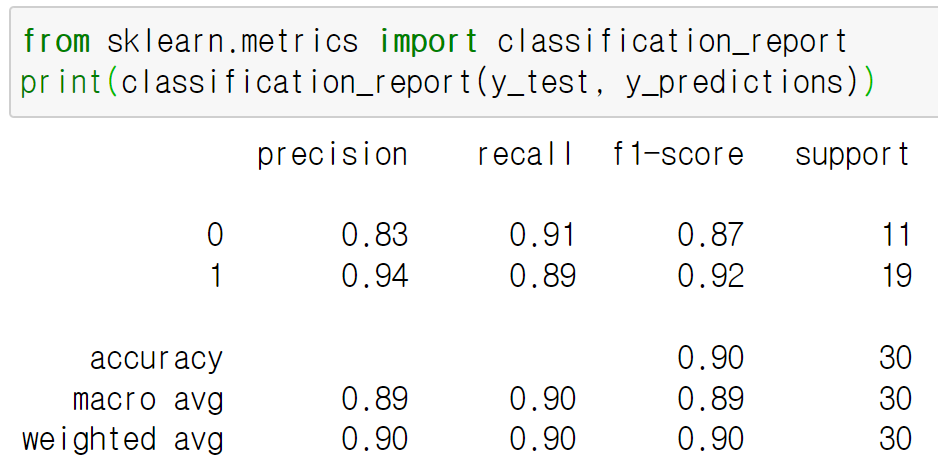 from sklearn.metrics import classification_report
print(classification_report(y_test, y_predictions))
precision recall f1-score support
0 0.83 0.91 0.87 11
1 0.94 0.89 0.92 19
accuracy 0.90 30
macro avg 0.89 0.90 0.89 30
weighted avg 0.90 0.90 0.90 30